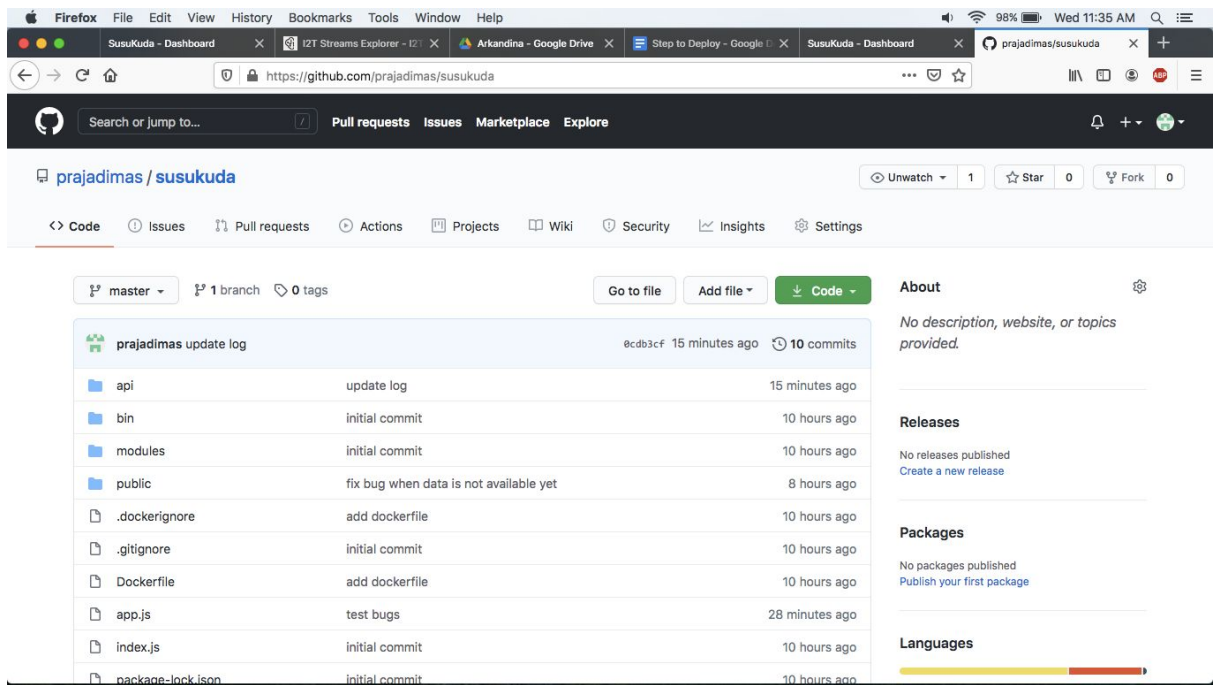 Firefox File Edit View History Bookmarks Tools Window Help 98% Wed 11:35 AM
SusuKuda - Dashboard I2T Streams Explorer - I2T Arkandina - Google Drive Step to Deploy - Google D SusuKuda - Dashboard prajadimas/susukuda
https://github.com/prajadimas/susukuda ABP
Search or jump to... / Pull requests Issues Marketplace Explore
prajadimas / susukuda Unwatch 1 Star 0 Fork 0
Code Issues Pull requests Actions Projects Wiki Security Insights Settings
master 1 branch 0 tags Go to file Add file Code
About
No description, website, or topics
provided.
prajadimas update log 0cdb3cf 15 minutes ago 10 commits
api update log 15 minutes ago
bin initial commit 10 hours ago
modules initial commit 10 hours ago
public fix bug when data is not available yet 8 hours ago
.dockerignore add dockerfile 10 hours ago
.gitignore initial commit 10 hours ago
Dockerfile add dockerfile 10 hours ago
app.js test bugs 28 minutes ago
index.js initial commit 10 hours ago
package-lock.json initial commit 10 hours ago
Releases
No releases published
Create a new release
Packages
No packages published
Publish your first package
Languages